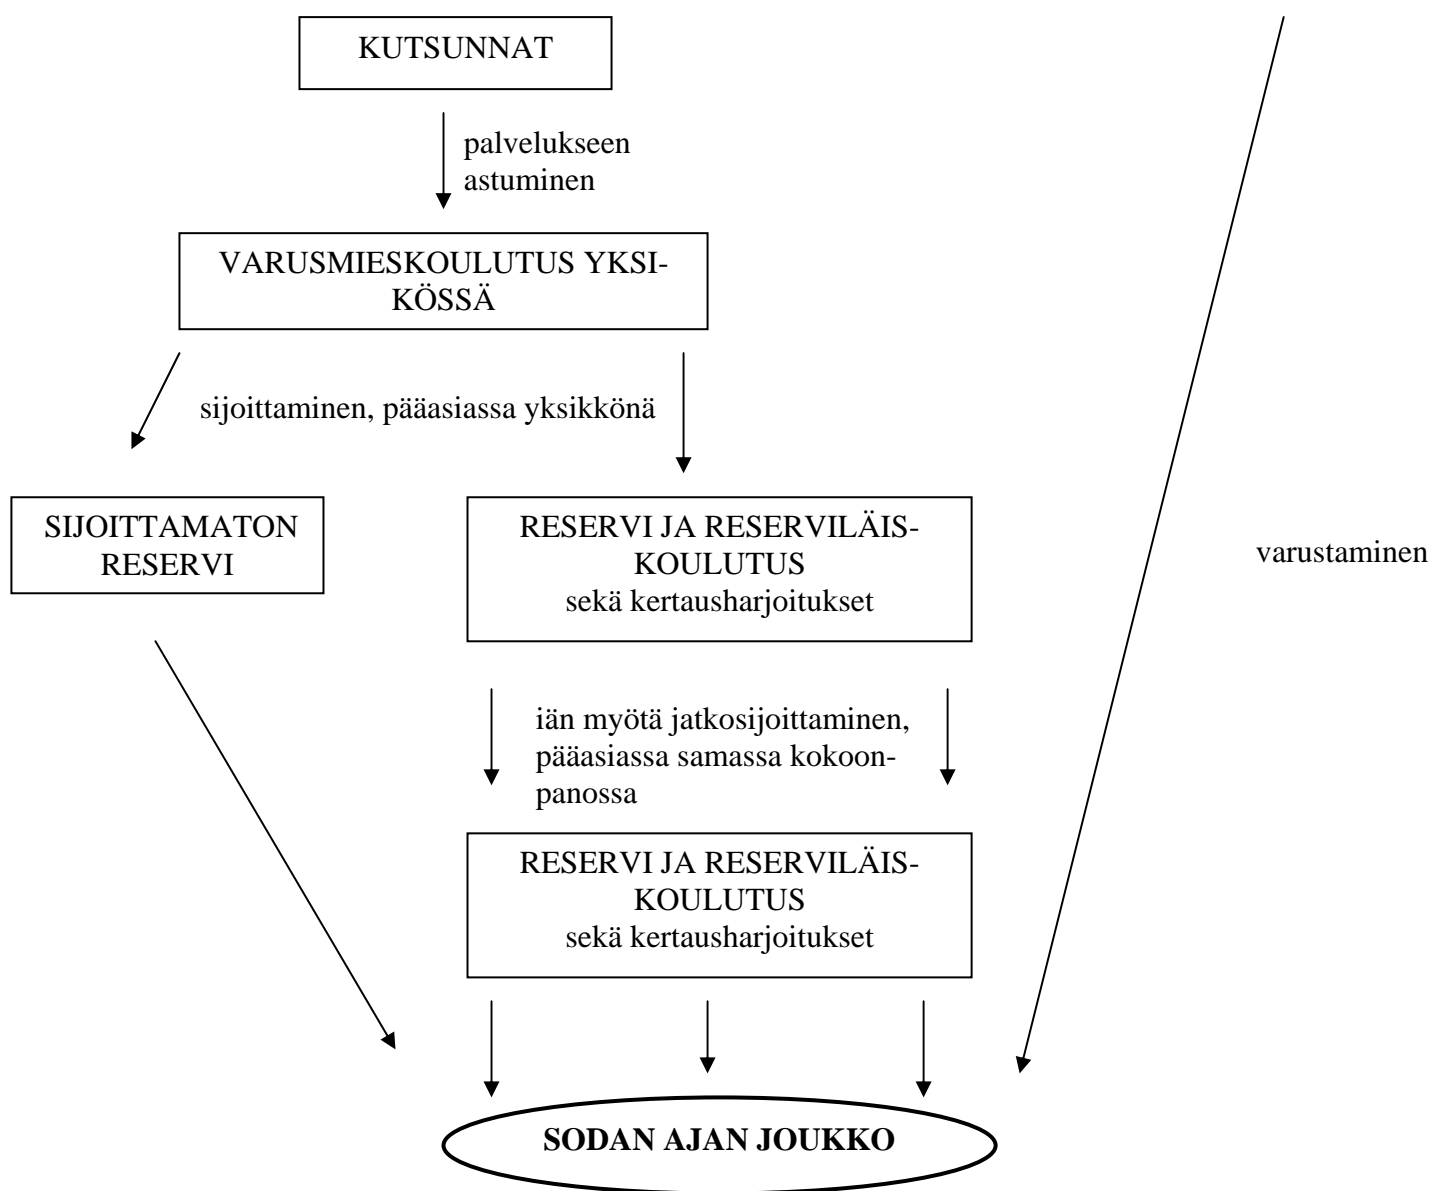 KUTSUNNAT
palvelukseen
astuminen
VARUSMIESKOULUTUS YKSI-
KÖSSÄ
sijoittaminen, pääasiassa yksikkönä
SIJOITTAMATON
RESERVI
RESERVI JA RESERVILÄIS-
KOULUTUS
sekä kertausharjoitukset
varustaminen
iän myötä jatkosijoittaminen,
pääasiassa samassa kokoon-
panossa
RESERVI JA RESERVILÄIS-
KOULUTUS
sekä kertausharjoitukset
SODAN AJAN JOUKKO